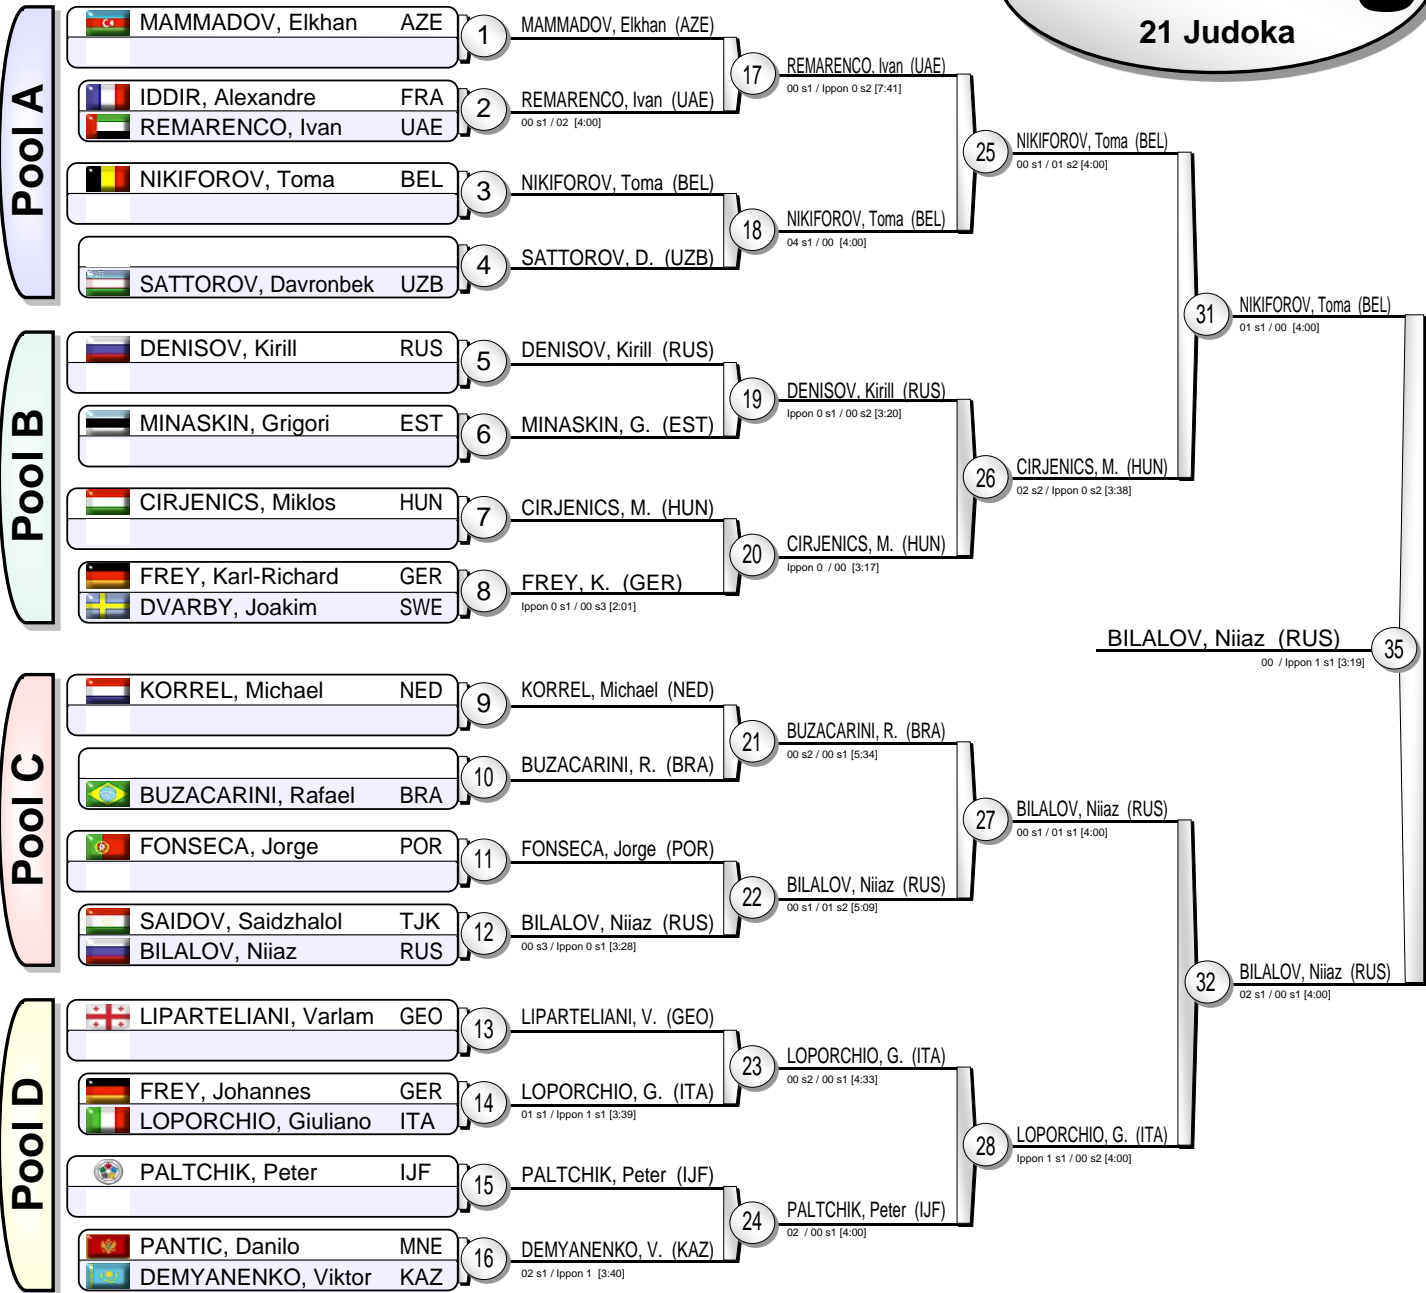 21 Judoka
Pool A
MAMMADOV, Elkhan AZE
1
IDDIR, Alexandre FRA
REMARENCO, Ivan UAE
2
NIKIFOROV, Toma BEL
3
SATTOROV, Davronbek UZB
4
Pool B
DENISOV, Kirill RUS
5
MINASKIN, Grigori EST
6
CIRJENICS, Miklos HUN
7
FREY, Karl-Richard GER
DVARBY, Joakim SWE
8
Pool C
KORREL, Michael NED
9
BUZACARINI, Rafael BRA
10
FONSECA, Jorge POR
11
SAIDOV, Saidzhalol TJK
BILALOV, Niiaz RUS
12
Pool D
LIPARTELIANI, Varlam GEO
13
FREY, Johannes GER
LOPORCHIO, Giuliano ITA
14
PALTCHIK, Peter IJF
15
PANTIC, Danilo MNE
DEMYANENKO, Viktor KAZ
16
MAMMADOV, Elkhan (AZE)
REMARENCO, Ivan (UAE)
00 s1 / 02 [4:00]
17
NIKIFOROV, Toma (BEL)
SATTOROV, D. (UZB)
18
DENISOV, Kirill (RUS)
MINASKIN, G. (EST)
19
CIRJENICS, M. (HUN)
FREY, K. (GER)
Ippon 0 s1 / 00 s3 [2:01]
20
KORREL, Michael (NED)
BUZACARINI, R. (BRA)
21
FONSECA, Jorge (POR)
BILALOV, Niiaz (RUS)
00 s3 / Ippon 0 s1 [3:28]
22
LIPARTELIANI, V. (GEO)
LOPORCHIO, G. (ITA)
01 s1 / Ippon 1 s1 [3:39]
23
PALTCHIK, Peter (IJF)
DEMYANENKO, V. (KAZ)
02 s1 / Ippon 1 [3:40]
24
REMARENCO, Ivan (UAE)
00 s1 / Ippon 0 s2 [7:41]
NIKIFOROV, Toma (BEL)
04 s1 / 00 [4:00]
25
DENISOV, Kirill (RUS)
Ippon 0 s1 / 00 s2 [3:20]
CIRJENICS, M. (HUN)
Ippon 0 / 00 [3:17]
26
BUZACARINI, R. (BRA)
00 s2 / 00 s1 [5:34]
BILALOV, Niiaz (RUS)
00 s1 / 01 s2 [5:09]
27
LOPORCHIO, G. (ITA)
00 s2 / 00 s1 [4:33]
PALTCHIK, Peter (IJF)
02 / 00 s1 [4:00]
28
NIKIFOROV, Toma (BEL)
00 s1 / 01 s2 [4:00]
CIRJENICS, M. (HUN)
02 s2 / Ippon 0 s2 [3:38]
31
BILALOV, Niiaz (RUS)
00 s1 / 01 s1 [4:00]
LOPORCHIO, G. (ITA)
Ippon 1 s1 / 00 s2 [4:00]
32
NIKIFOROV, Toma (BEL)
01 s1 / 00 [4:00]
BILALOV, Niiaz (RUS)
02 s1 / 00 s1 [4:00]
BILALOV, Niiaz (RUS)
00 / Ippon 1 s1 [3:19]
35